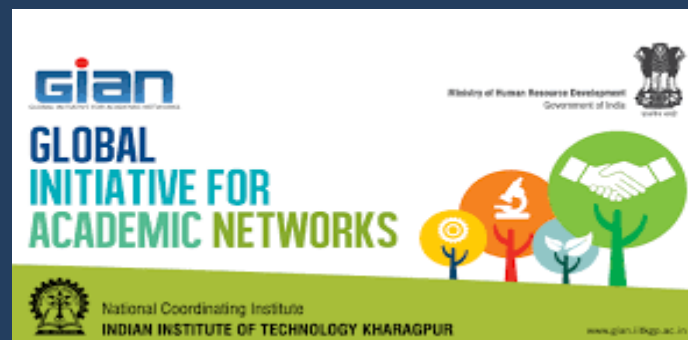 Gian
GLOBAL INITIATIVE FOR ACADEMIC NETWORKS
Ministry of Human Resource Development
Government of India
GLOBAL
INITIATIVE FOR
ACADEMIC NETWORKS
National Coordinating Institute
INDIAN INSTITUTE OF TECHNOLOGY KHARAGPUR
www.gian.iitkgp.ac.in